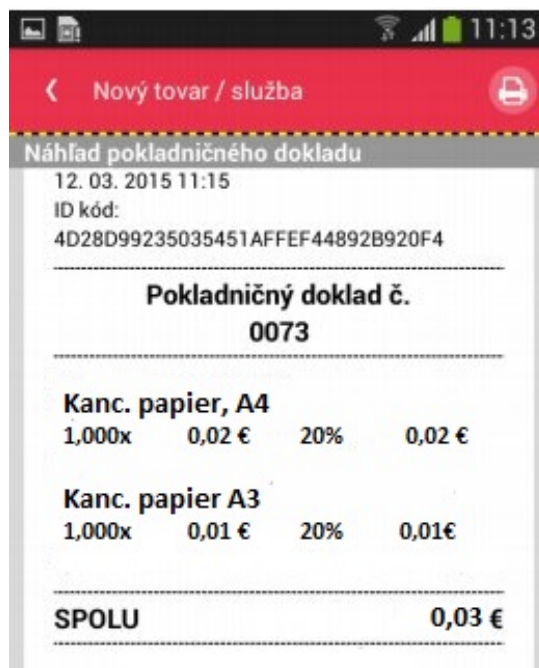 11:13
Nový tovar / služba
Náhľad pokladničného dokladu
12. 03. 2015 11:15
ID kód:
4D28D99235035451AFFEF44892B920F4
Pokladničný doklad č.
0073
Kanc. papier, A4
1,000x 0,02 € 20% 0,02 €
Kanc. papier A3
1,000x 0,01 € 20% 0,01€
SPOLU 0,03 €